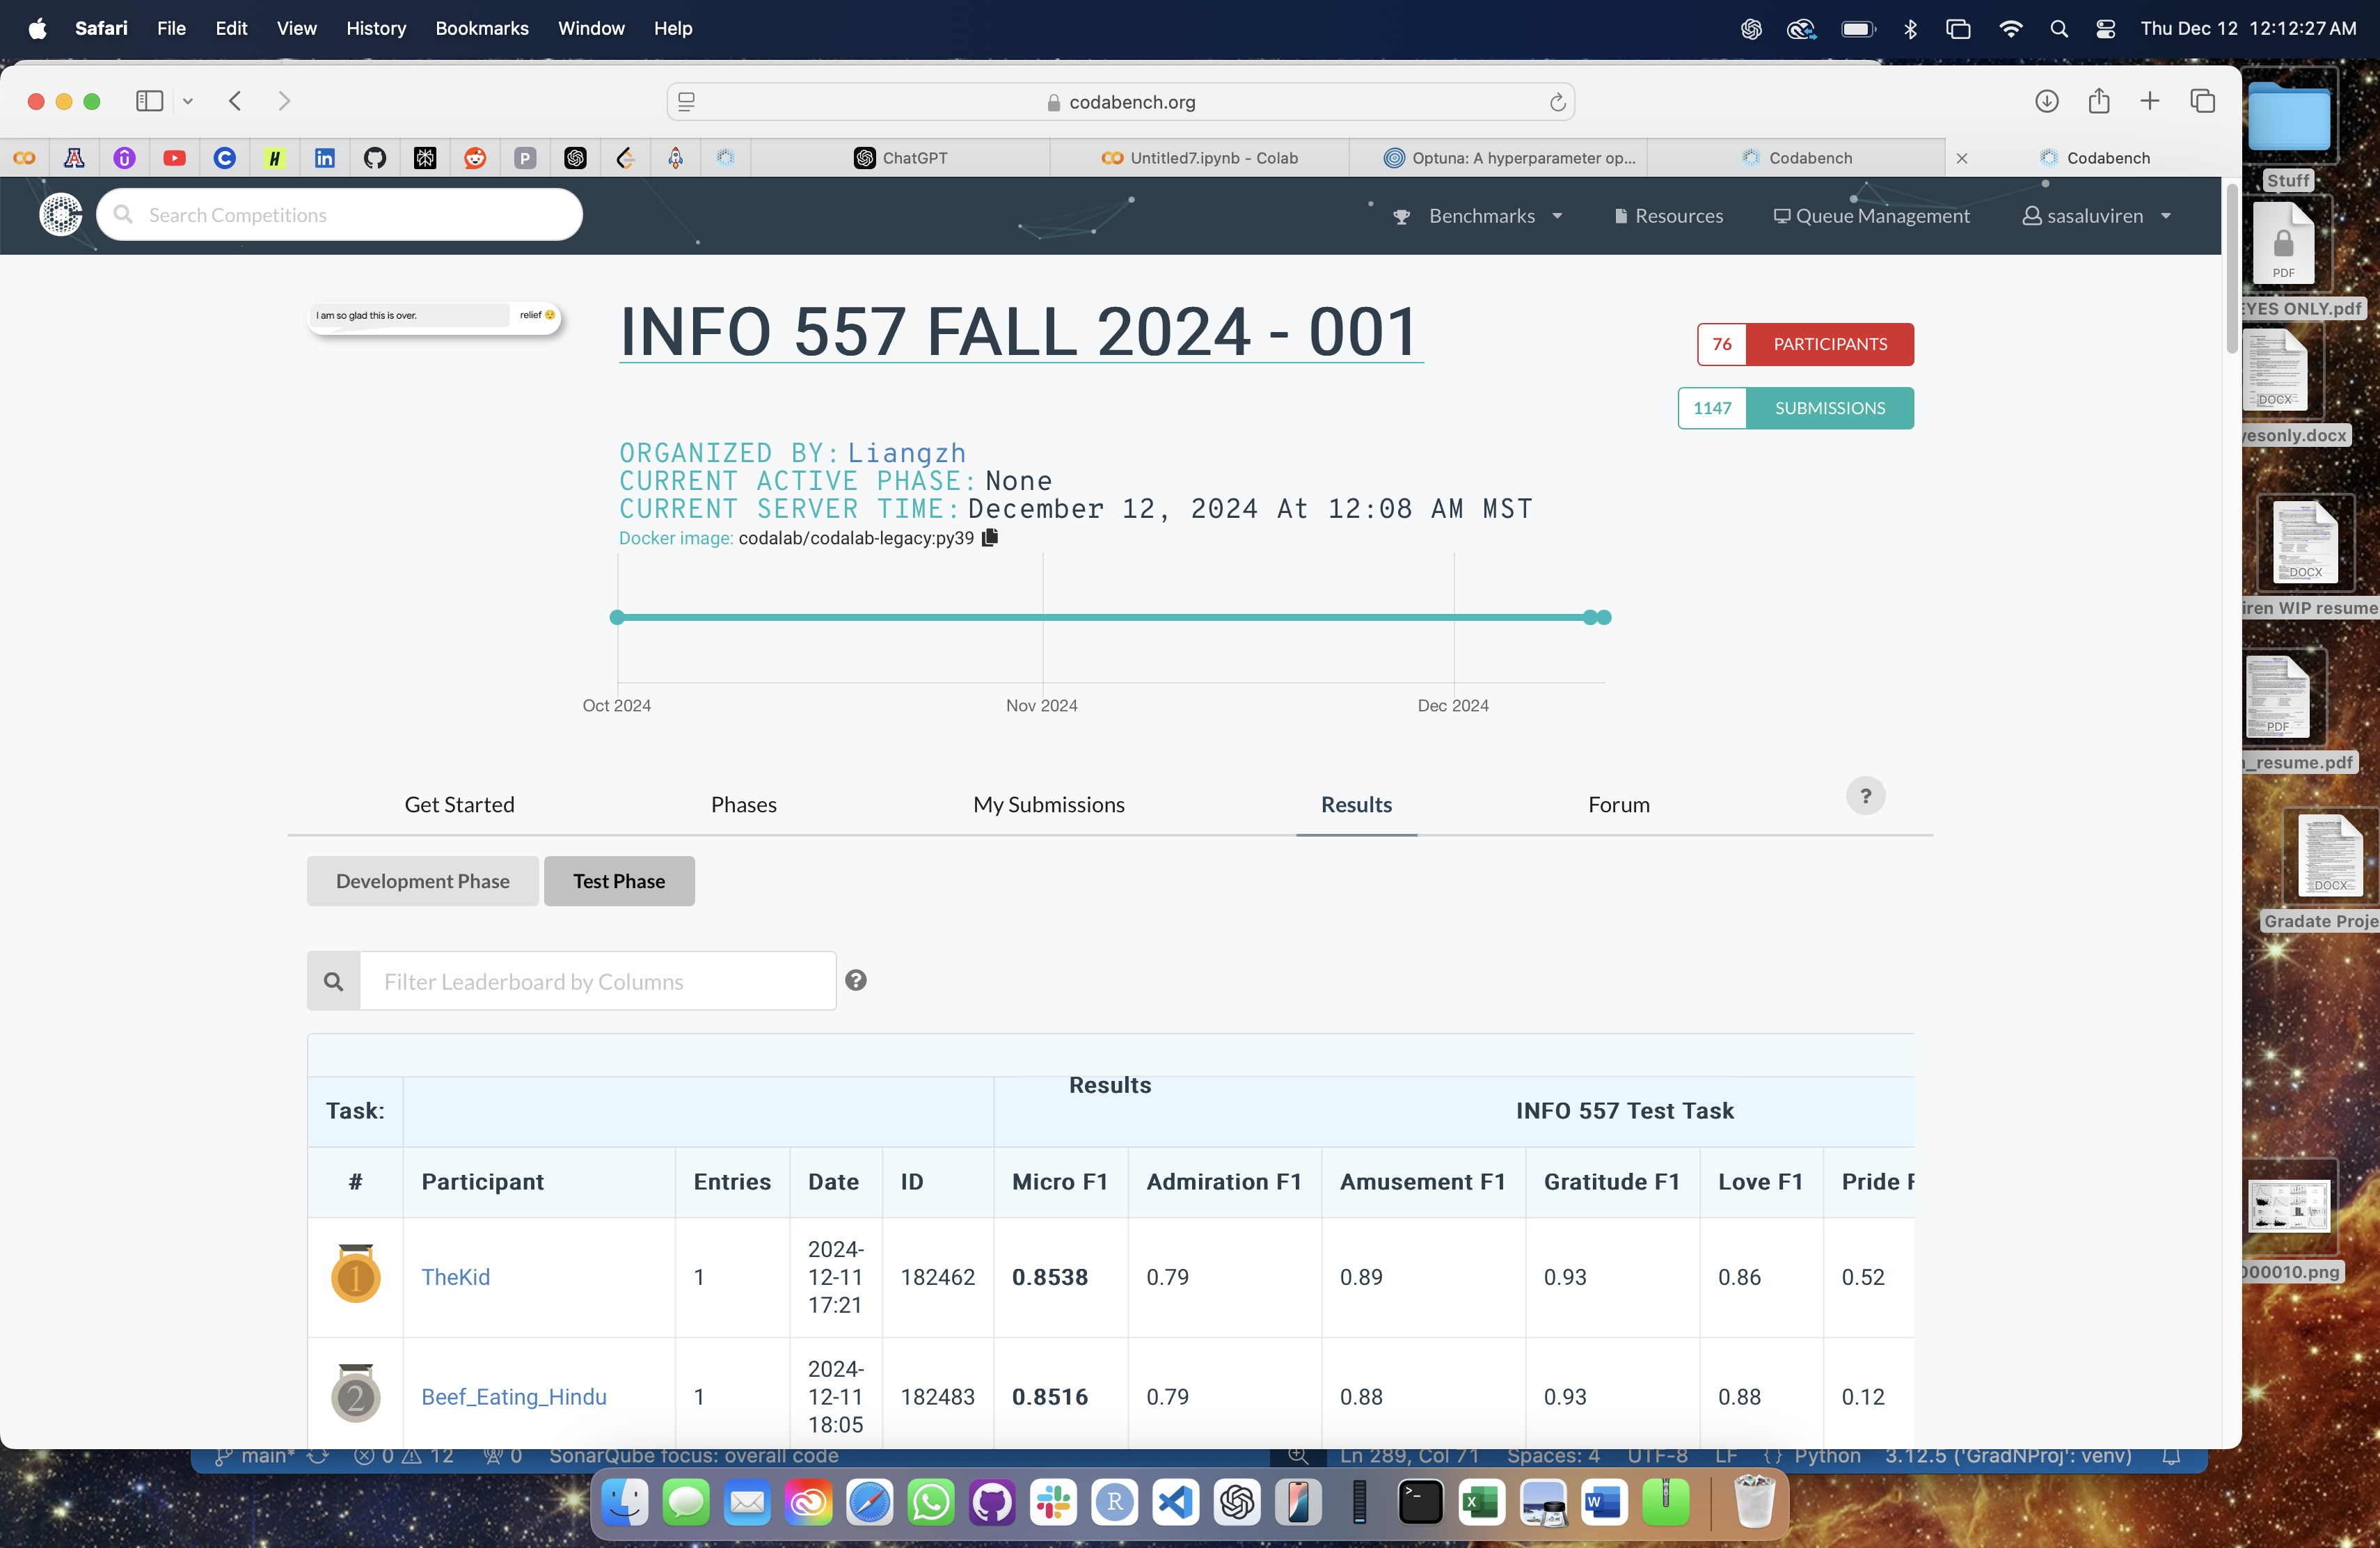 Safari File Edit View History Bookmarks Window Help Thu Dec 12 12:12:27 AM
codabench.org
ChatGPT Untitled7.ipynb - Colab Optuna: A hyperparameter op... Codabench Codabench
Search Competitions Benchmarks Resources Queue Management sasaluviren
Stuff
PDF
EYES ONLY.pdf
DOCX
yesonly.docx
DOCX
iren WIP resume
PDF
_resume.pdf
DOCX
Gradate Proje
000010.png
I am so glad this is over. relief
INFO 557 FALL 2024 - 001
76 PARTICIPANTS
1147 SUBMISSIONS
ORGANIZED BY: Liangzh
CURRENT ACTIVE PHASE: None
CURRENT SERVER TIME: December 12, 2024 At 12:08 AM MST
Docker image: codalab/codalab-legacy:py39
Oct 2024 Nov 2024 Dec 2024
Get Started Phases My Submissions Results Forum ?
Development Phase Test Phase
Filter Leaderboard by Columns ?
Results
Task: INFO 557 Test Task
# Participant Entries Date ID Micro F1 Admiration F1 Amusement F1 Gratitude F1 Love F1 Pride F
1 TheKid 1 2024-12-11 17:21 182462 0.8538 0.79 0.89 0.93 0.86 0.52
2 Beef_Eating_Hindu 1 2024-12-11 18:05 182483 0.8516 0.79 0.88 0.93 0.88 0.12
main* 0 12 0 SonarQube focus: overall code Ln 289, Col 71 Spaces: 4 UTF-8 LF {} Python 3.12.5 ('GradNProj': venv)